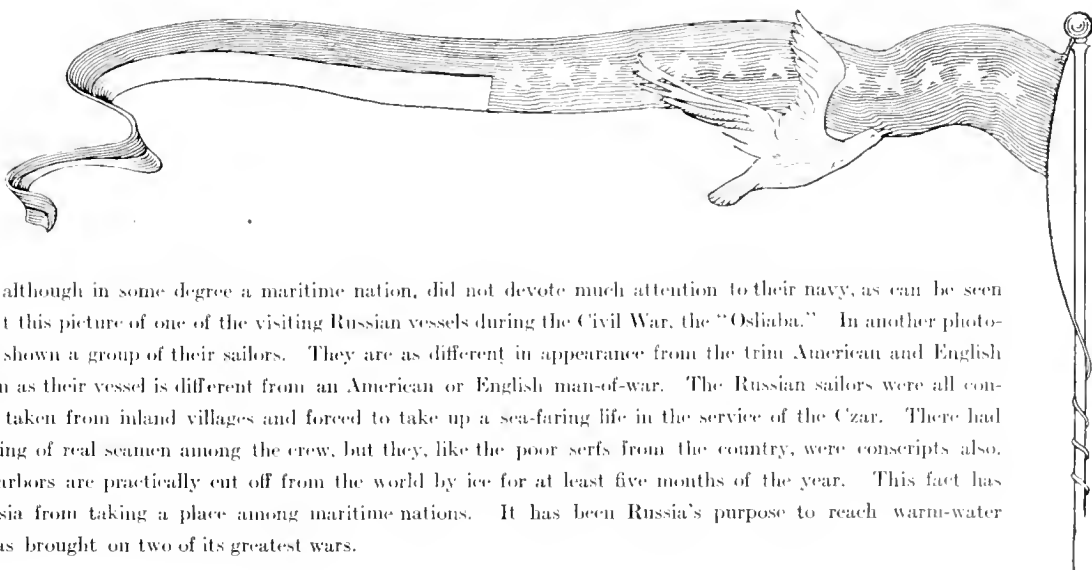 although in some degree a maritime nation, did not devote much attention to their navy, as can be seen
t this picture of one of the visiting Russian vessels during the Civil War, the “Osliaba.” In another photo-
shown a group of their sailors. They are as different in appearance from the trim American and English
n as their vessel is different from an American or English man-of-war. The Russian sailors were all con-
taken from inland villages and forced to take up a sea-faring life in the service of the Czar. There had
ing of real seamen among the crew, but they, like the poor serfs from the country, were conscripts also.
arbors are practically cut off from the world by ice for at least five months of the year. This fact has
sia from taking a place among maritime nations. It has been Russia’s purpose to reach warm-water
as brought on two of its greatest wars.